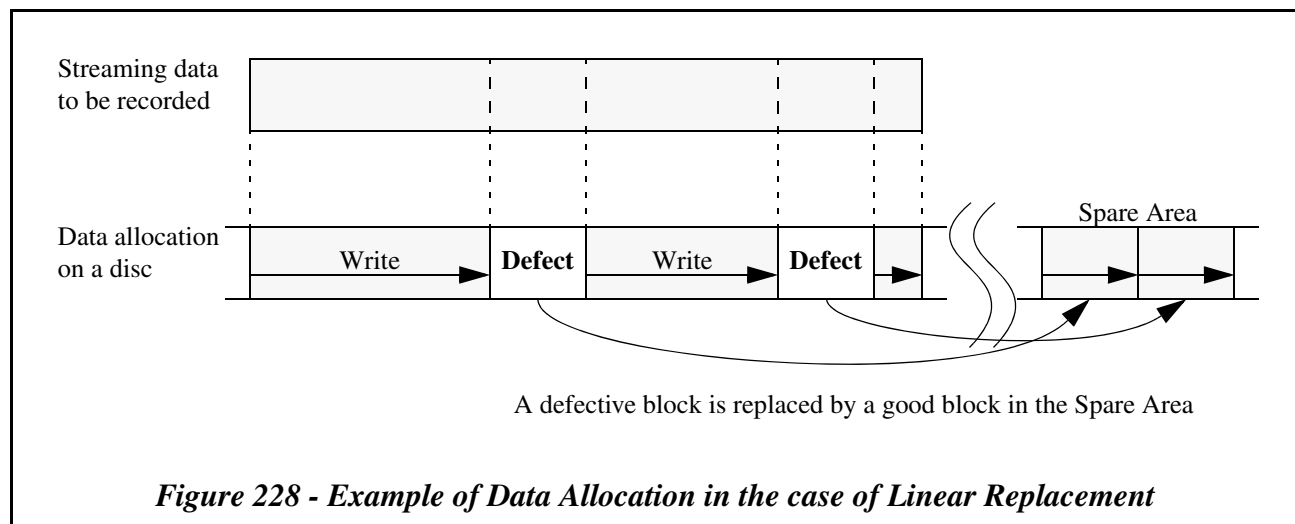 Streaming data
to be recorded
Spare Area
Data allocation
on a disc
Write
Defect
Write
Defect
A defective block is replaced by a good block in the Spare Area
Figure 228 - Example of Data Allocation in the case of Linear Replacement